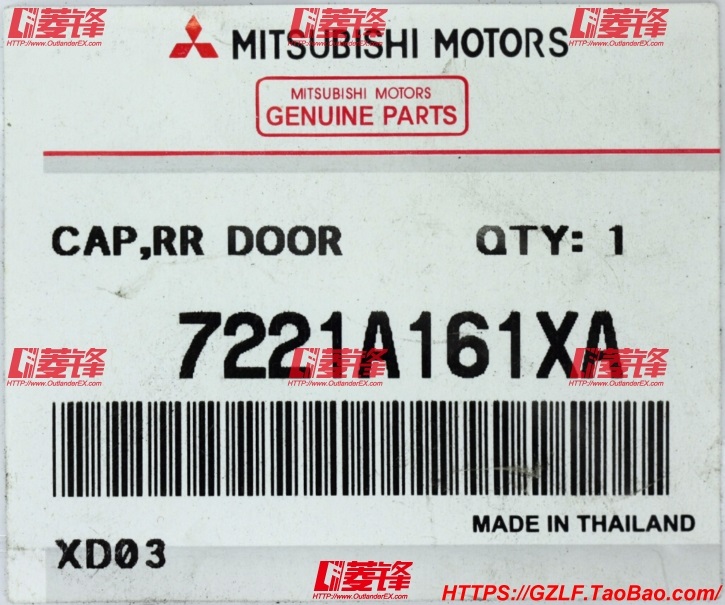 菱锋 菱锋 菱锋
HTTP://www.OutlanderEX.com HTTP://www.OutlanderEX.com HTTP://www.OutlanderEX.com
MITSUBISHI MOTORS
MITSUBISHI MOTORS
GENUINE PARTS
CAP,RR DOOR QTY: 1
7221A161XA
菱锋 菱锋 菱锋
HTTP://www.OutlanderEX.com HTTP://www.OutlanderEX.com HTTP://www.OutlanderEX.com
MADE IN THAILAND
XD03
菱锋
HTTP://www.OutlanderEX.com
HTTPS://GZLF.TaoBao.com/